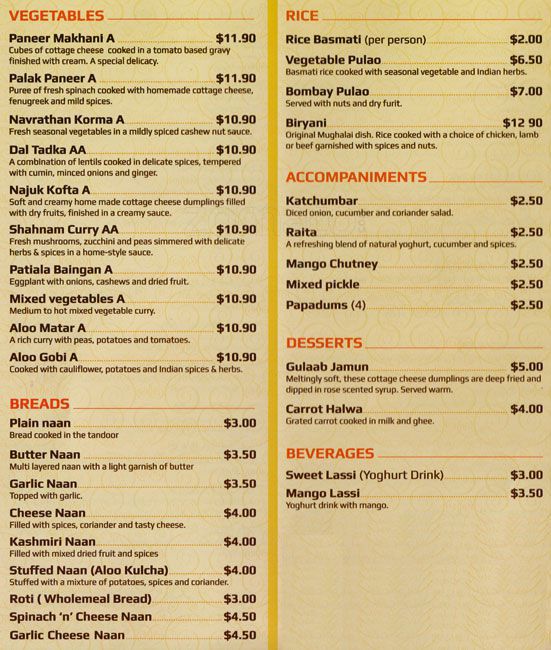 VEGETABLES
Paneer Makhani A $11.90
Cubes of cottage cheese cooked in a tomato based gravy
finished with cream. A special delicacy.
Palak Paneer A $11.90
Puree of fresh spinach cooked with homemade cottage cheese,
fenugreek and mild spices.
Navrathan Korma A $10.90
Fresh seasonal vegetables in a mildly spiced cashew nut sauce.
Dal Tadka AA $10.90
A combination of lentils cooked in delicate spices, tempered
with cumin, minced onions and ginger.
Najuk Kofta A $10.90
Soft and creamy home made cottage cheese dumplings filled
with dry fruits, finished in a creamy sauce.
Shahnam Curry AA $10.90
Fresh mushrooms, zucchini and peas simmered with delicate
herbs & spices in a home-style sauce.
Patiala Baingan A $10.90
Eggplant with onions, cashews and dried fruit.
Mixed vegetables A $10.90
Medium to hot mixed vegetable curry.
Aloo Matar A $10.90
A rich curry with peas, potatoes and tomatoes.
Aloo Gobi A $10.90
Cooked with cauliflower, potatoes and Indian spices & herbs.
BREADS
Plain naan $3.00
Bread cooked in the tandoor
Butter Naan $3.50
Multi layered naan with a light garnish of butter
Garlic Naan $3.50
Topped with garlic.
Cheese Naan $4.00
Filled with spices, coriander and tasty cheese.
Kashmiri Naan $4.00
Filled with mixed dried fruit and spices
Stuffed Naan (Aloo Kulcha) $4.00
Stuffed with a mixture of potatoes, spices and coriander.
Roti ( Wholemeal Bread) $3.00
Spinach 'n' Cheese Naan $4.50
Garlic Cheese Naan $4.50
RICE
Rice Basmati (per person) $2.00
Vegetable Pulao $6.50
Basmati rice cooked with seasonal vegetable and Indian herbs.
Bombay Pulao $7.00
Served with nuts and dry furit.
Biryani $12 90
Original Mughalai dish. Rice cooked with a choice of chicken, lamb
or beef garnished with spices and nuts.
ACCOMPANIMENTS
Katchumbar $2.50
Diced onion, cucumber and coriander salad.
Raita $2.50
A refreshing blend of natural yoghurt, cucumber and spices.
Mango Chutney $2.50
Mixed pickle $2.50
Papadums (4) $2.50
DESSERTS
Gulaab Jamun $5.00
Meltingly soft, these cottage cheese dumplings are deep fried and
dipped in rose scented syrup. Served warm.
Carrot Halwa $4.00
Grated carrot cooked in milk and ghee.
BEVERAGES
Sweet Lassi (Yoghurt Drink) $3.00
Mango Lassi $3.50
Yoghurt drink with mango.